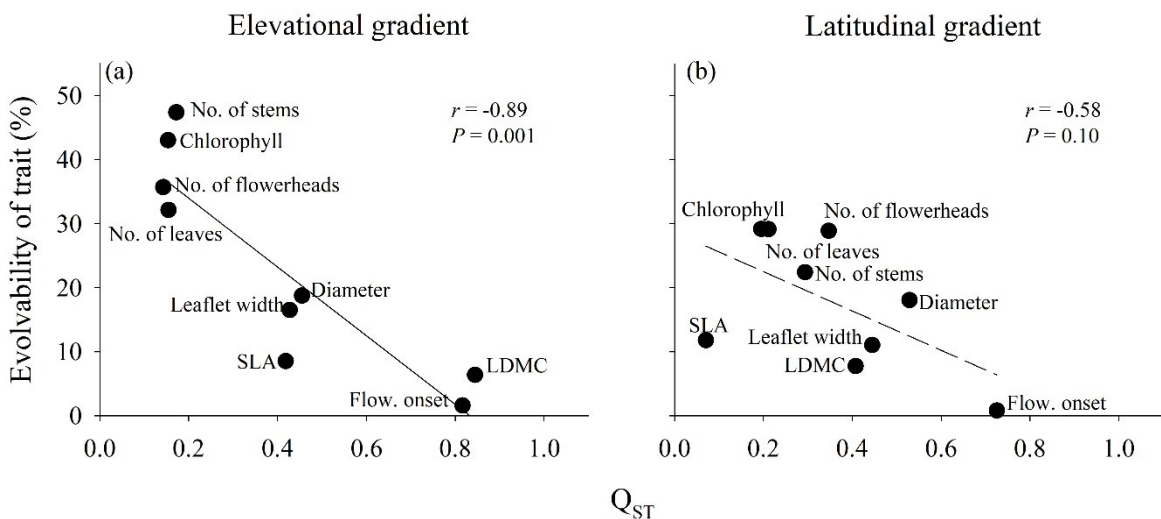 Elevational gradient
Latitudinal gradient
Evolvability of trait (%)
(a)
50
40
30
20
10
0
r = -0.89
P = 0.001
No. of stems
Chlorophyll
No. of flowerheads
No. of leaves
Diameter
Leaflet width
SLA
LDMC
Flow. onset
0.0 0.2 0.4 0.6 0.8 1.0
(b)
r = -0.58
P = 0.10
Chlorophyll
No. of flowerheads
No. of leaves
No. of stems
Diameter
SLA
Leaflet width
LDMC
Flow. onset
0.0 0.2 0.4 0.6 0.8 1.0
QST